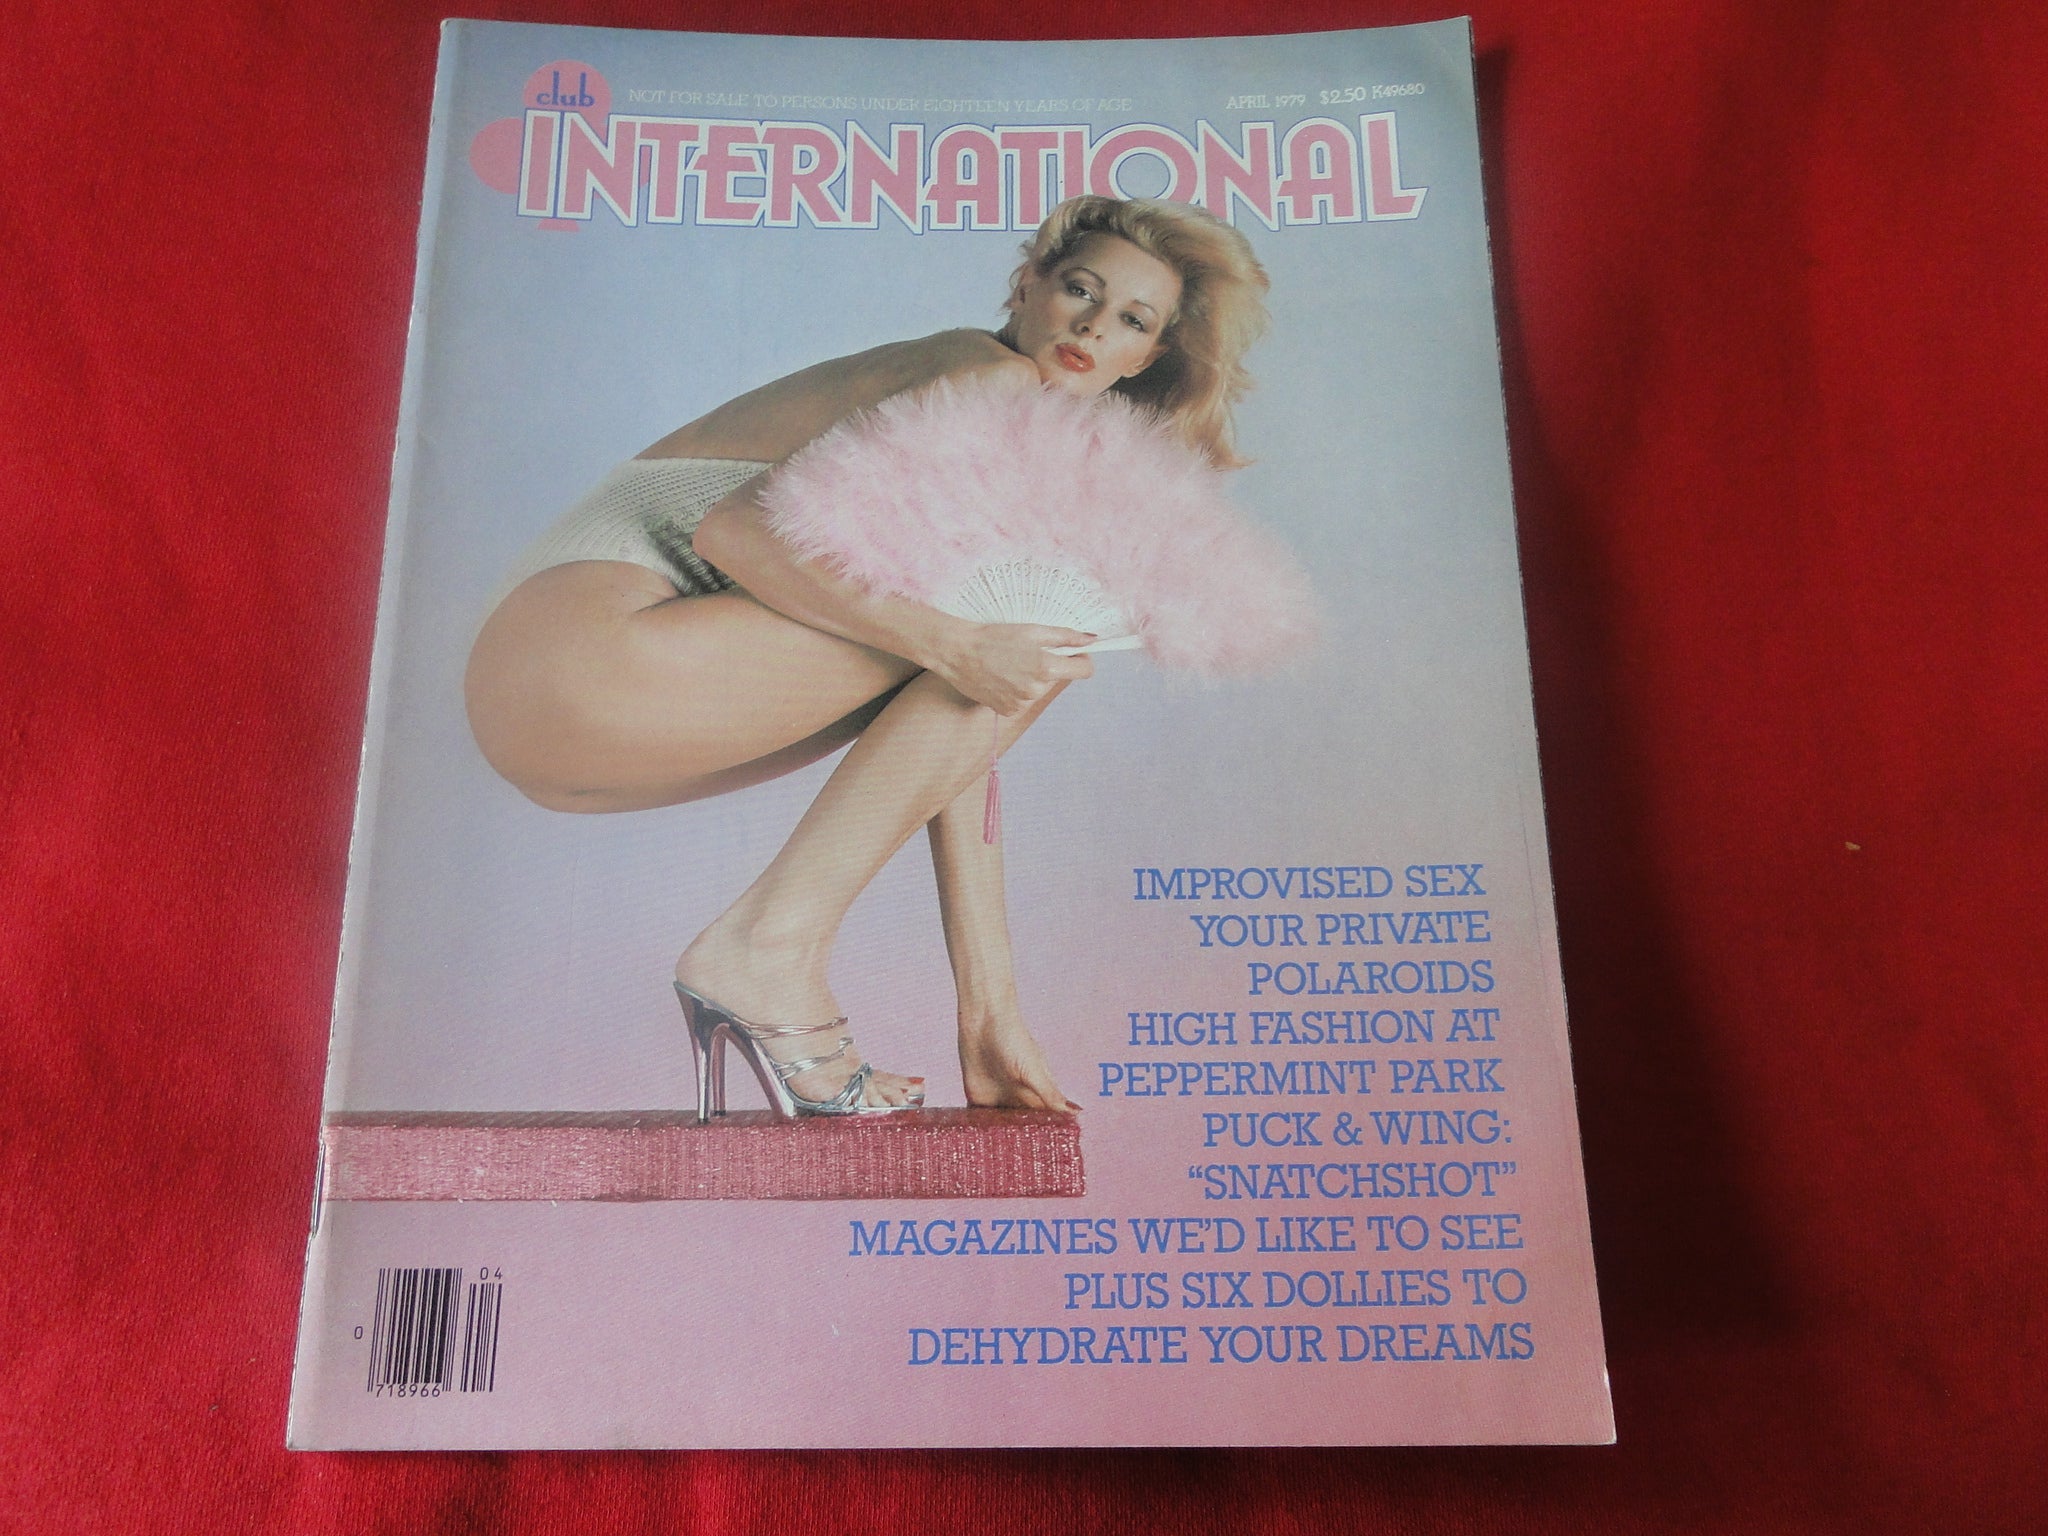 club
NOT FOR SALE TO PERSONS UNDER EIGHTEEN YEARS OF AGE
APRIL 1979 $2.50 K49680
INTERNATIONAL
IMPROVISED SEX
YOUR PRIVATE
POLAROIDS
HIGH FASHION AT
PEPPERMINT PARK
PUCK & WING:
“SNATCHSHOT”
MAGAZINES WE'D LIKE TO SEE
PLUS SIX DOLLIES TO
DEHYDRATE YOUR DREAMS
04
0
718966